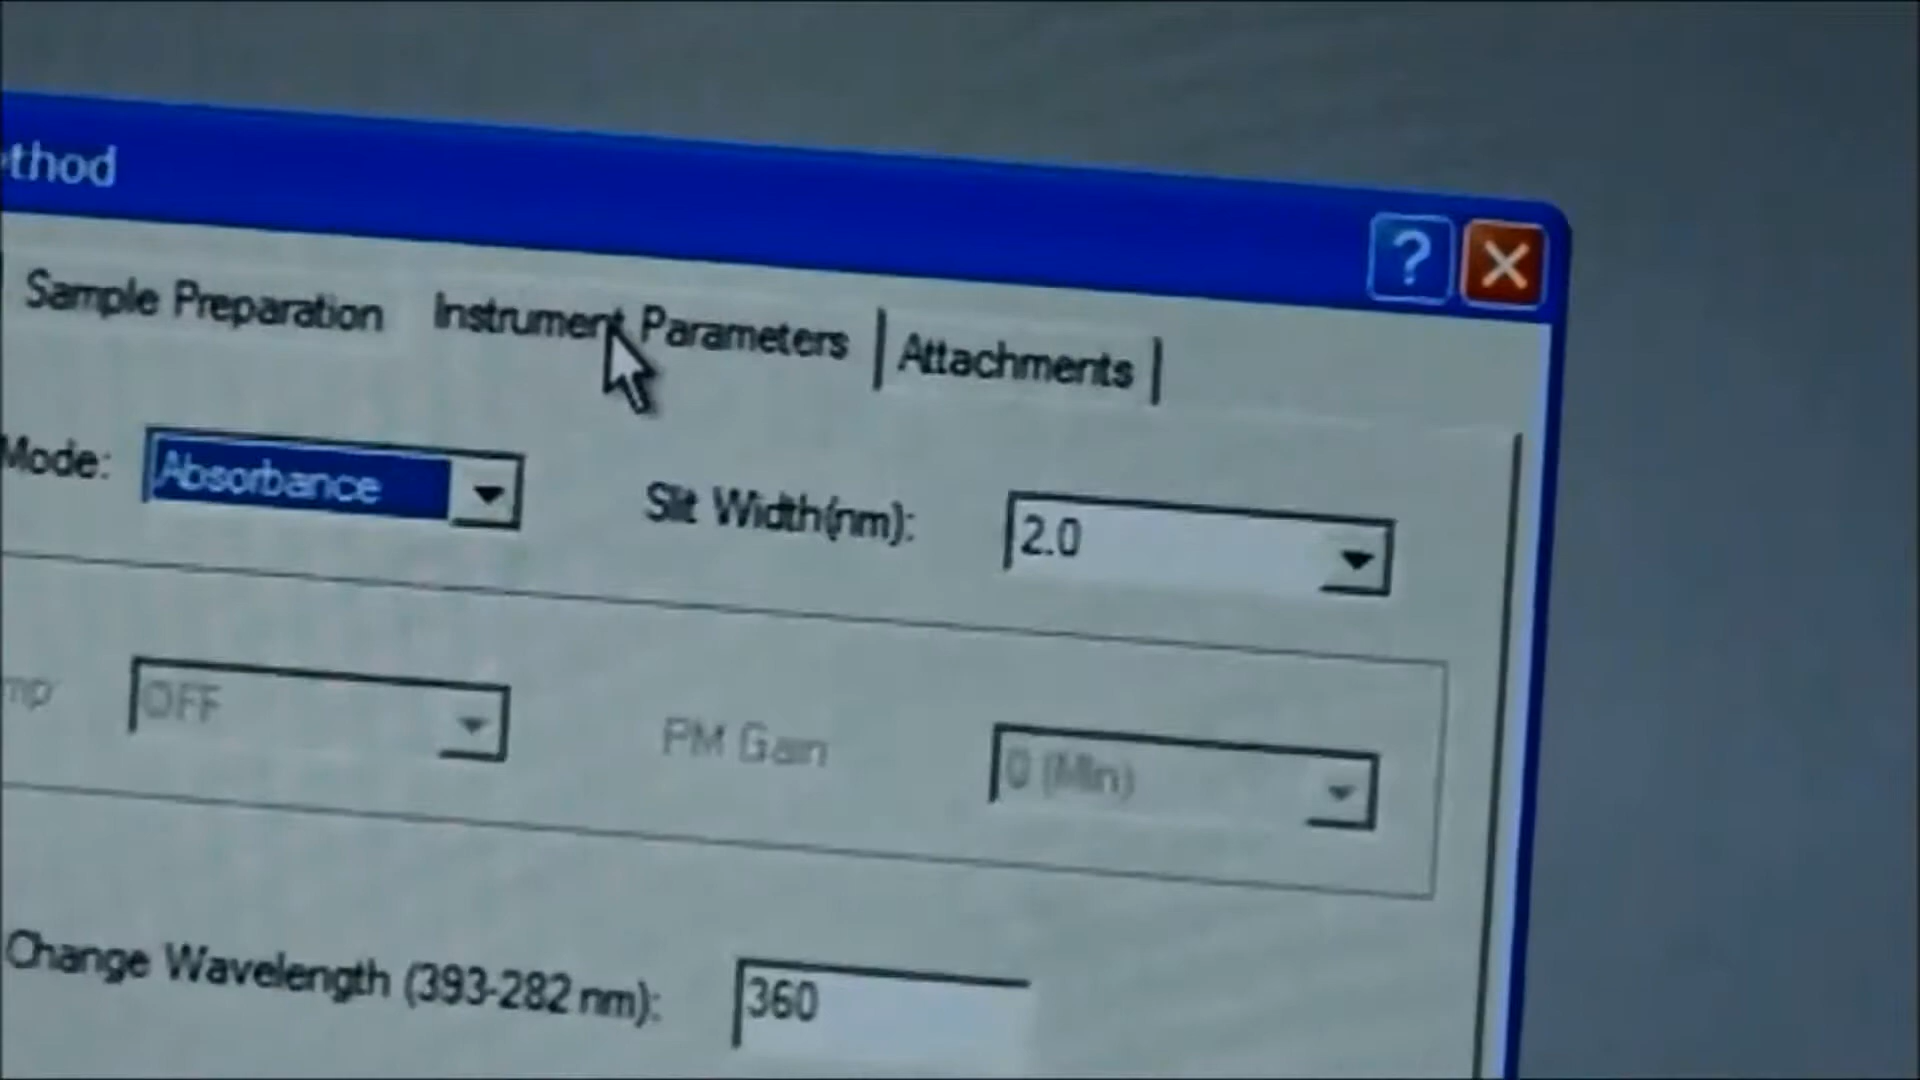 Sample Preparation Instrument Parameters Attachments
Mode: Absorbance Slit Width(nm): 2.0
OFF PM Gain 0 (Min)
Change Wavelength (393-282 nm): 360